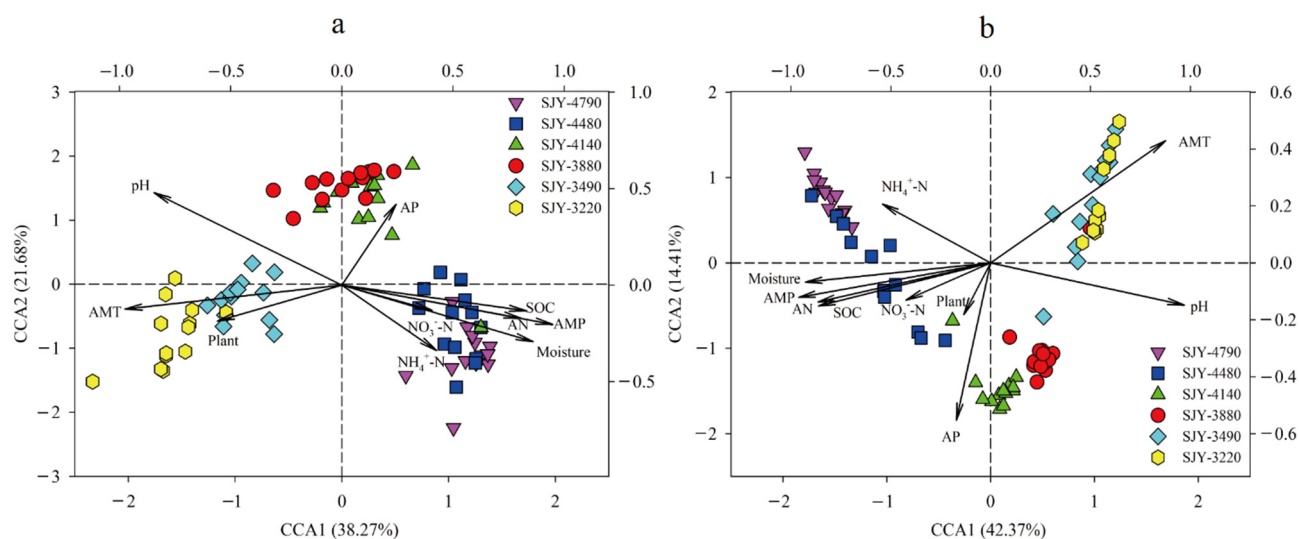 a
−1.0 −0.5 0.0 0.5 1.0
3
2
1
0
−1
−2
−3
1.0
0.5
0.0
−0.5
CCA2 (21.68%)
SJY-4790
SJY-4480
SJY-4140
SJY-3880
SJY-3490
SJY-3220
pH
AP
AMT
Plant
SOC
AN
AMP
NO₃⁻-N
Moisture
NH₄⁺-N
−2 −1 0 1 2
CCA1 (38.27%)
b
−1.0 −0.5 0.0 0.5 1.0
2
1
0
−1
−2
0.6
0.4
0.2
0.0
−0.2
−0.4
−0.6
CCA2 (14.41%)
AMT
NH₄⁺-N
Moisture
AMP
AN
SOC
NO₃⁻-N
Plant
pH
AP
SJY-4790
SJY-4480
SJY-4140
SJY-3880
SJY-3490
SJY-3220
−2 −1 0 1 2
CCA1 (42.37%)